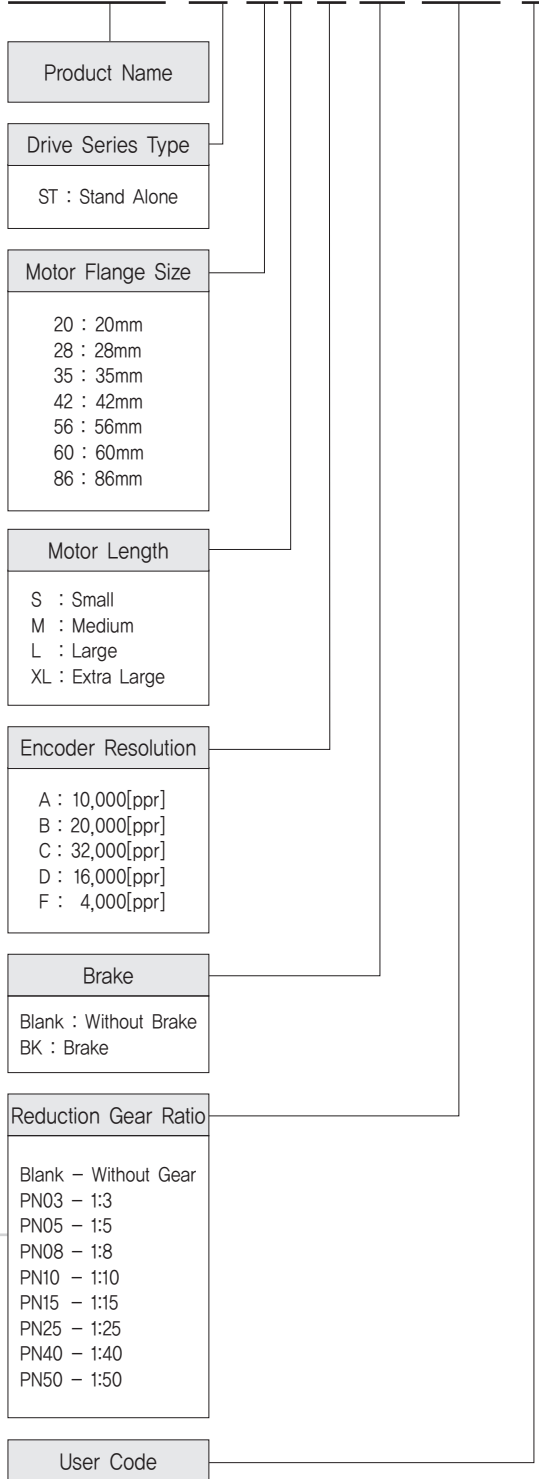 Product Name
Drive Series Type
ST : Stand Alone
Motor Flange Size
20 : 20mm
28 : 28mm
35 : 35mm
42 : 42mm
56 : 56mm
60 : 60mm
86 : 86mm
Motor Length
S : Small
M : Medium
L : Large
XL : Extra Large
Encoder Resolution
A : 10,000[ppr]
B : 20,000[ppr]
C : 32,000[ppr]
D : 16,000[ppr]
F : 4,000[ppr]
Brake
Blank : Without Brake
BK : Brake
Reduction Gear Ratio
Blank – Without Gear
PN03 – 1:3
PN05 – 1:5
PN08 – 1:8
PN10 – 1:10
PN15 – 1:15
PN25 – 1:25
PN40 – 1:40
PN50 – 1:50
User Code